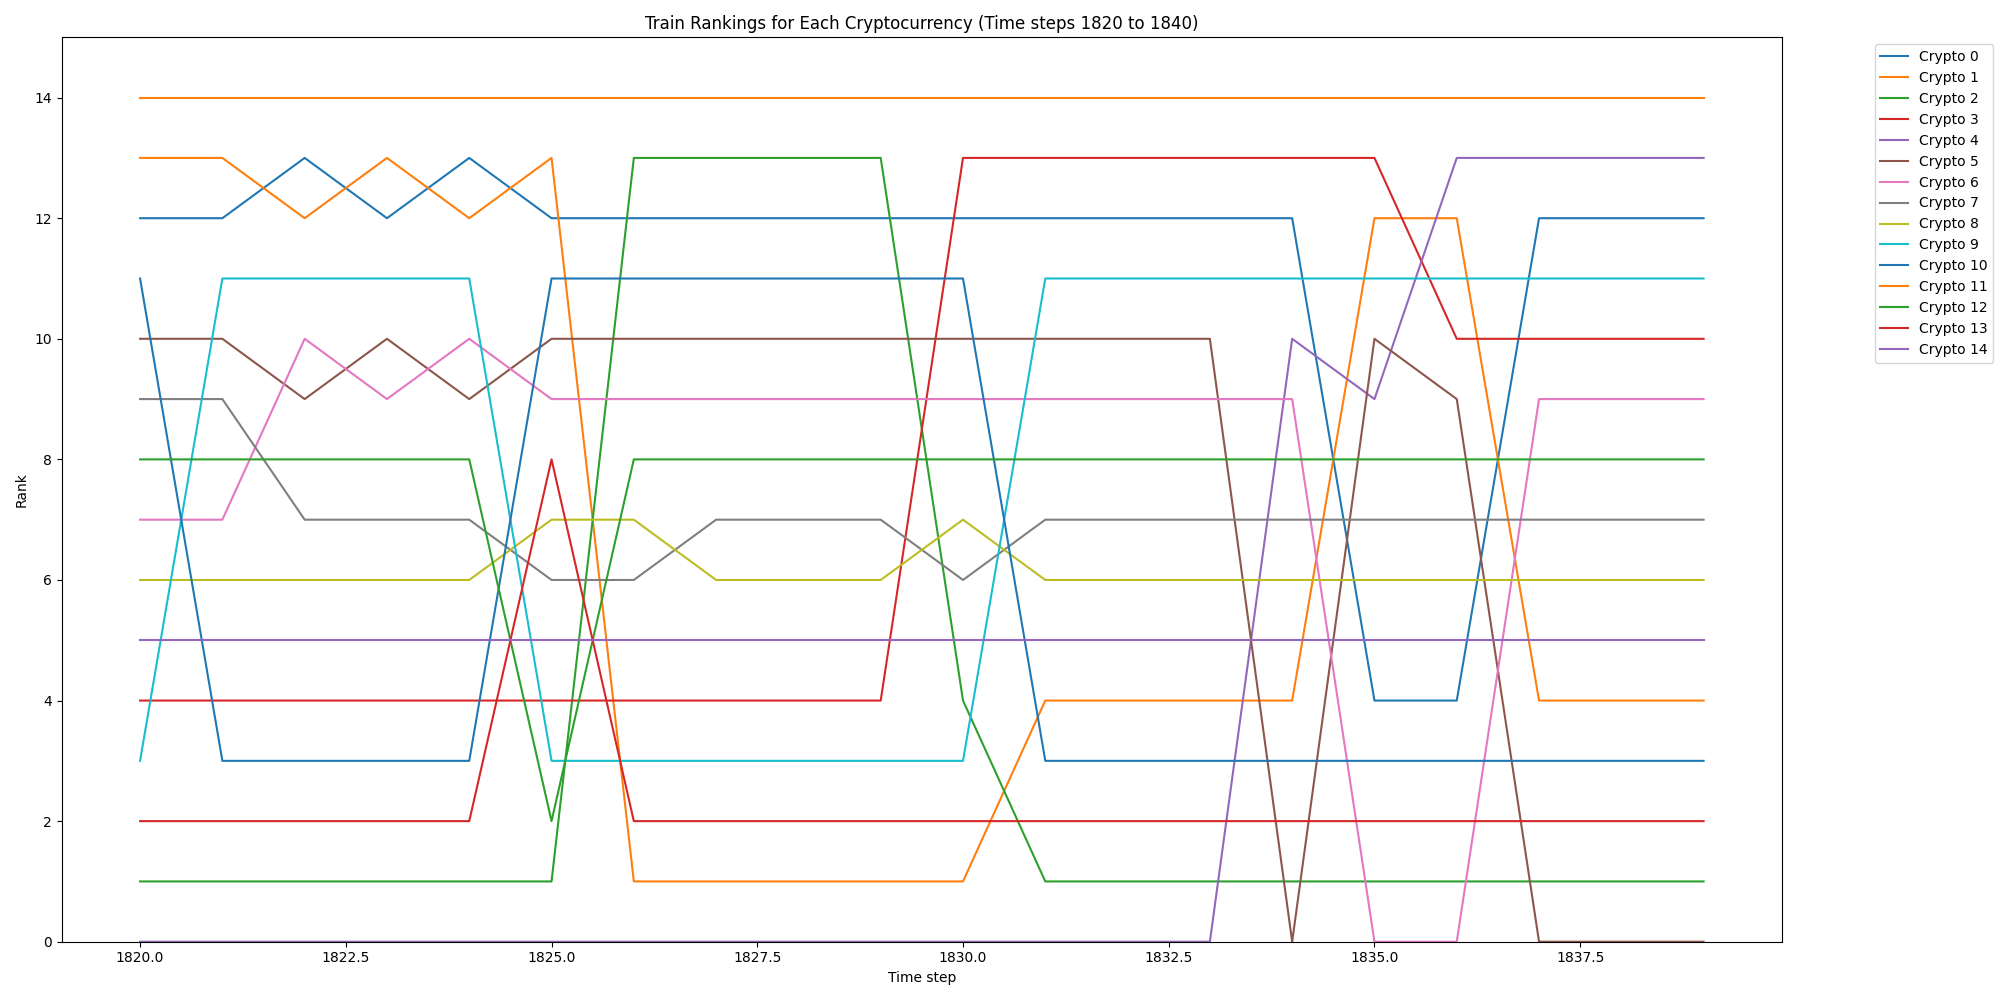 Train Rankings for Each Cryptocurrency (Time steps 1820 to 1840)
Crypto 0
Crypto 1
Crypto 2
Crypto 3
Crypto 4
Crypto 5
Crypto 6
Crypto 7
Crypto 8
Crypto 9
Crypto 10
Crypto 11
Crypto 12
Crypto 13
Crypto 14
Rank
14
12
10
8
6
4
2
0
1820.0 1822.5 1825.0 1827.5 1830.0 1832.5 1835.0 1837.5
Time step